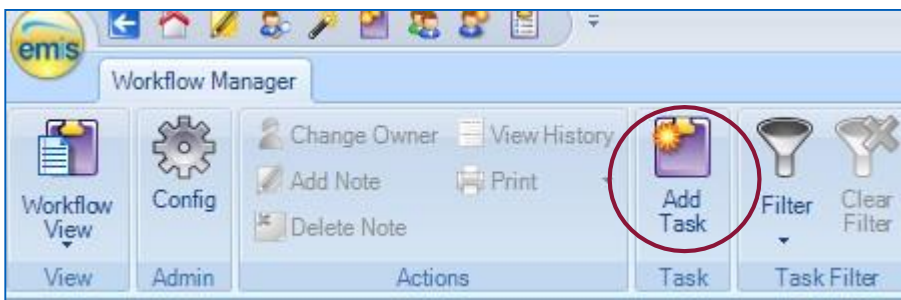 emis
Workflow Manager
Workflow
View
View
Config
Admin
Change Owner
Add Note
Delete Note
View History
Print
Actions
Add
Task
Task
Filter
Clear
Filter
Task Filter